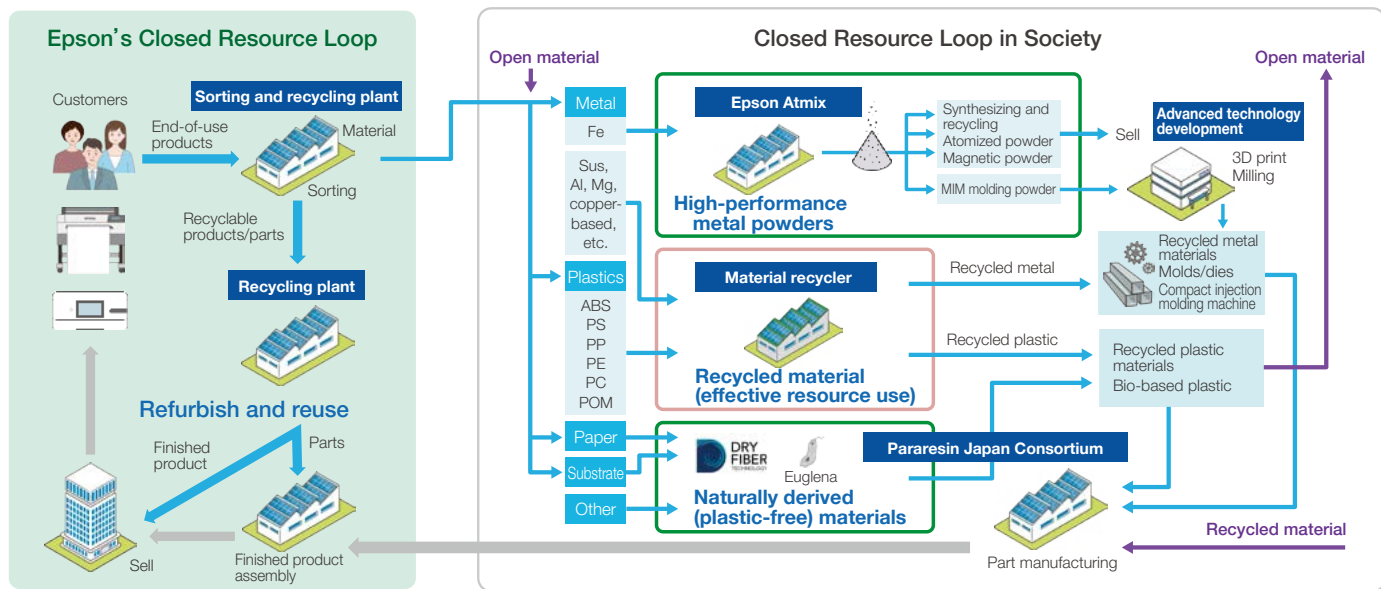 Epson's Closed Resource Loop
Customers
Sorting and recycling plant
End-of-use
products
Material
Sorting
Recyclable
products/parts
Recycling plant
Refurbish and reuse
Finished
product
Parts
Sell
Finished product
assembly
Closed Resource Loop in Society
Open material
Metal
Fe
Sus,
Al, Mg,
copper-
based,
etc.
Plastics
ABS
PS
PP
PE
PC
POM
Paper
Substrate
Other
Epson Atmix
High-performance
metal powders
Synthesizing and
recycling
Atomized powder
Magnetic powder
MIM molding powder
Sell
Advanced technology
development
3D print
Milling
Open material
Material recycler
Recycled material
(effective resource use)
Recycled metal
Recycled metal
materials
Molds/dies
Compact injection
molding machine
Recycled plastic
Recycled plastic
materials
Bio-based plastic
DRY
FIBER
TECHNOLOGY
Euglena
Pararesin Japan Consortium
Naturally derived
(plastic-free) materials
Part manufacturing
Recycled material